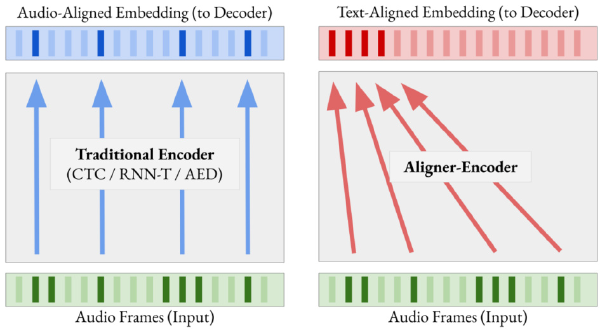 Audio-Aligned Embedding (to Decoder)
Traditional Encoder
(CTC / RNN-T / AED)
Audio Frames (Input)
Text-Aligned Embedding (to Decoder)
Aligner-Encoder
Audio Frames (Input)